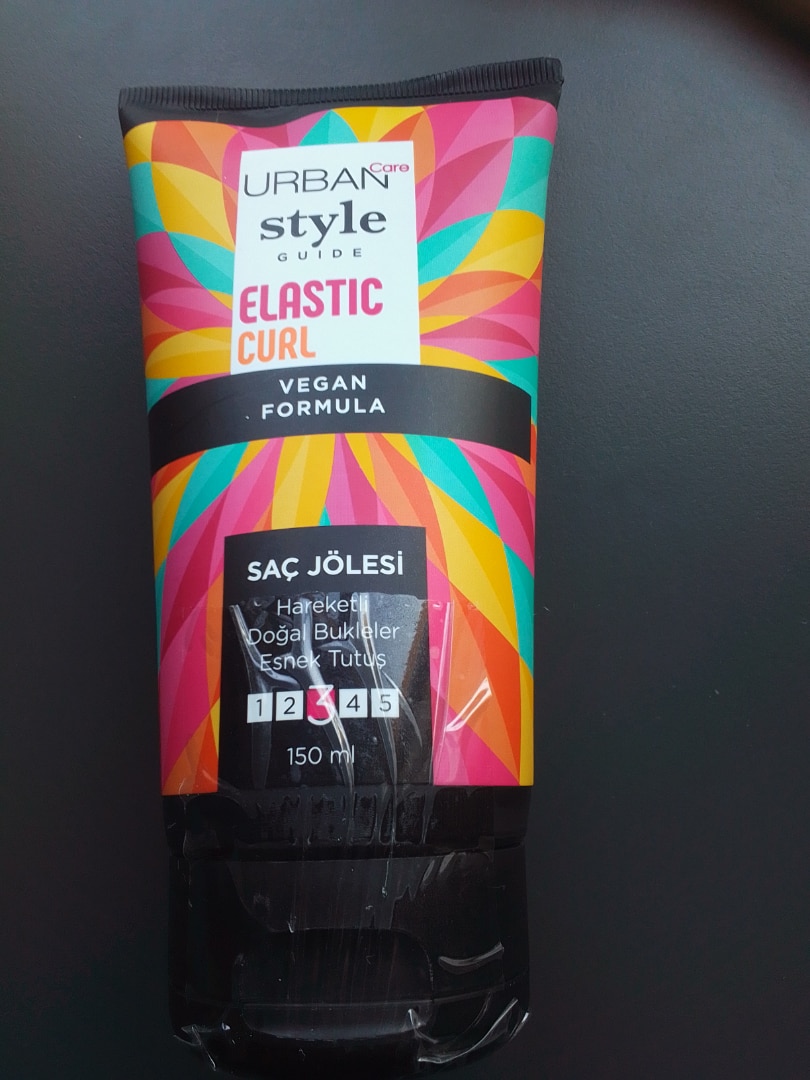 URBAN Care
style
GUIDE
ELASTIC
CURL
VEGAN
FORMULA
SAÇ JÖLESİ
Hareketli
Doğal Bukleler
Esnek Tutuş
1 2 3 4 5
150 ml